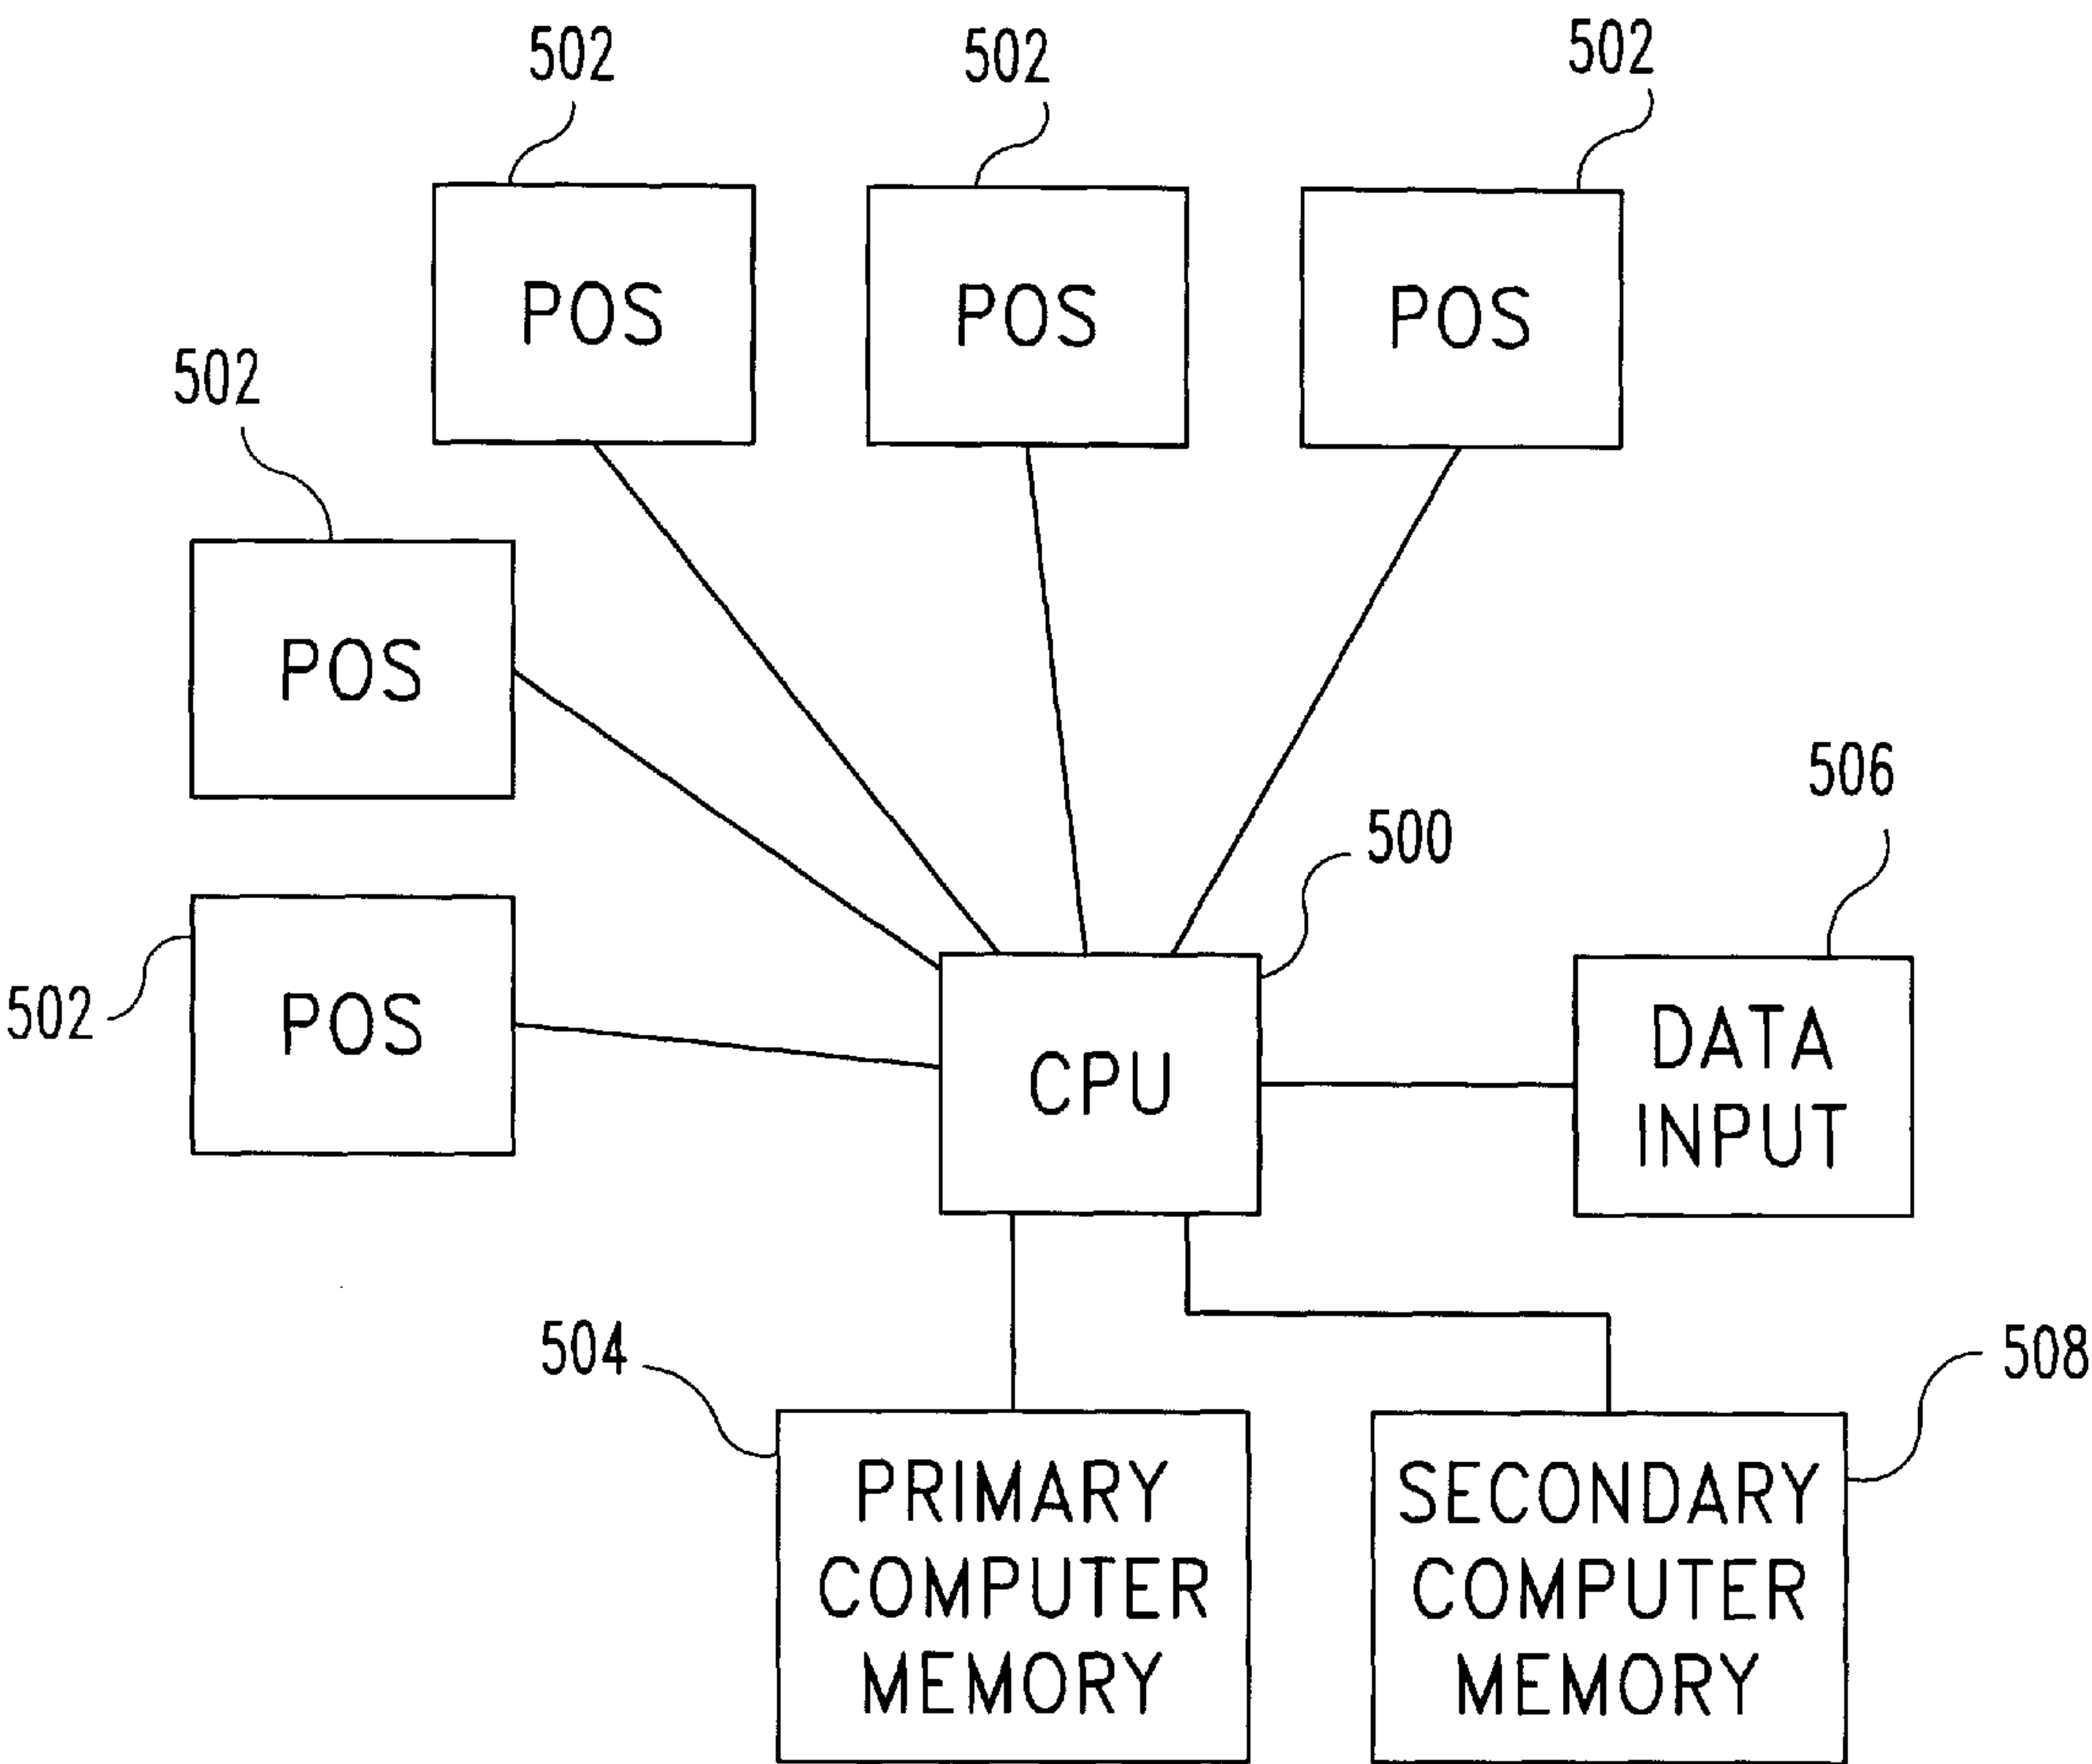 502
502
502
POS
POS
POS
502
POS
506
500
502
POS
CPU
DATA
INPUT
504
508
PRIMARY
COMPUTER
MEMORY
SECONDARY
COMPUTER
MEMORY